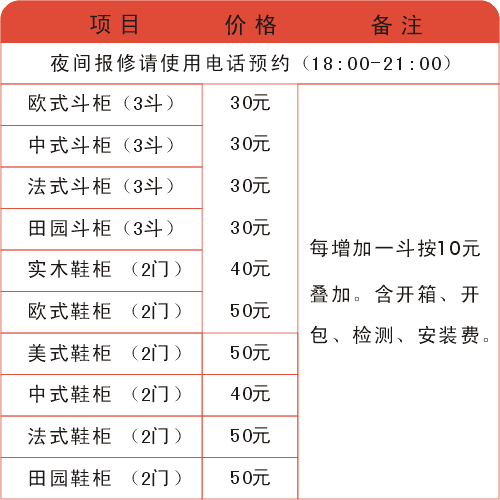 项目 价格 备注
夜间报修请使用电话预约（18:00-21:00）
欧式斗柜（3斗） 30元
中式斗柜（3斗） 30元
法式斗柜（3斗） 30元
田园斗柜（3斗） 30元
实木鞋柜（2门） 40元
欧式鞋柜（2门） 50元
美式鞋柜（2门） 50元
中式鞋柜（2门） 40元
法式鞋柜（2门） 50元
田园鞋柜（2门） 50元
每增加一斗按10元
叠加。含开箱、开
包、检测、安装费。